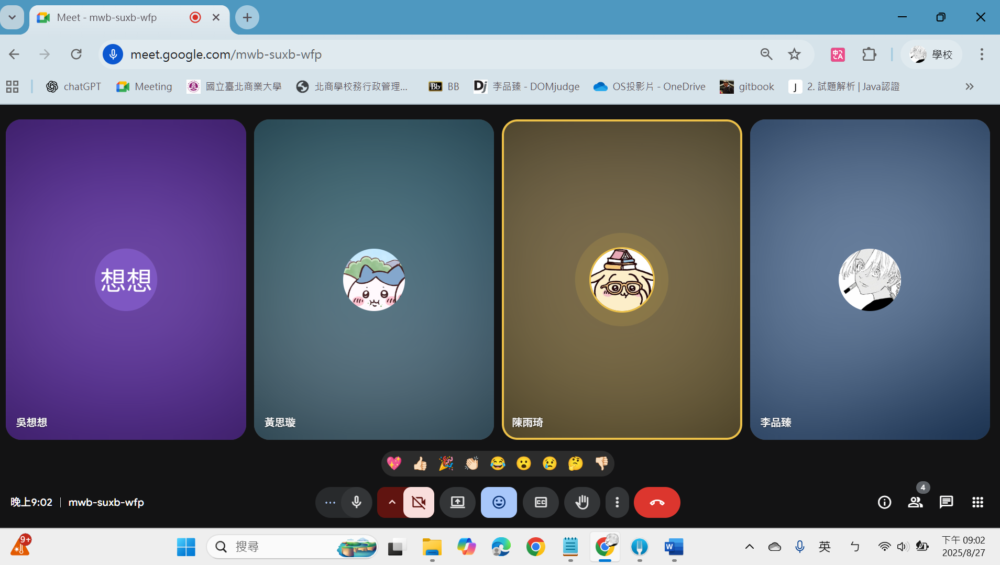 Meet - mwb-suxb-wfp
meet.google.com/mwb-suxb-wfp
學校
chatGPT
Meeting
國立臺北商業大學
北商學校務行政管理...
Bb BB
Dj 李品臻 - DOMjudge
OS投影片 - OneDrive
gitbook
J 2. 試題解析 | Java認證
想想
吳想想
黃思璇
陳雨琦
李品臻
晚上9:02 | mwb-suxb-wfp
CC
4
9+
搜尋
W
英
ㄅ
下午 09:02
2025/8/27